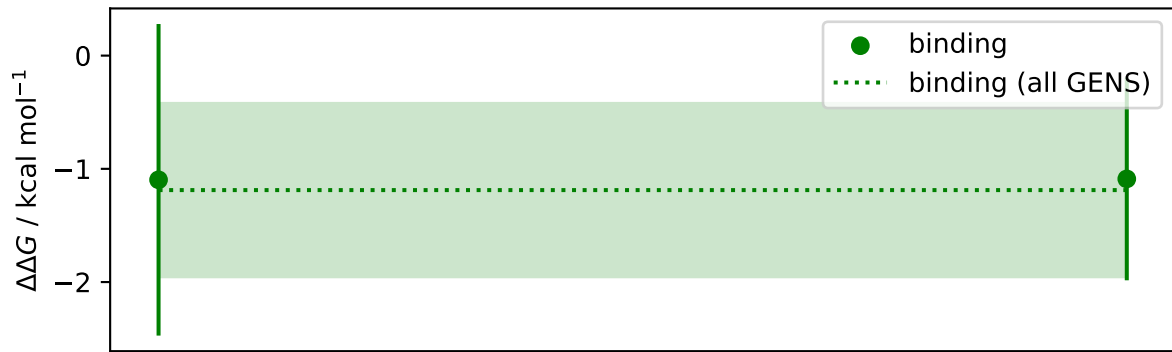 ΔΔG / kcal mol⁻¹
0
−1
−2
binding
binding (all GENS)